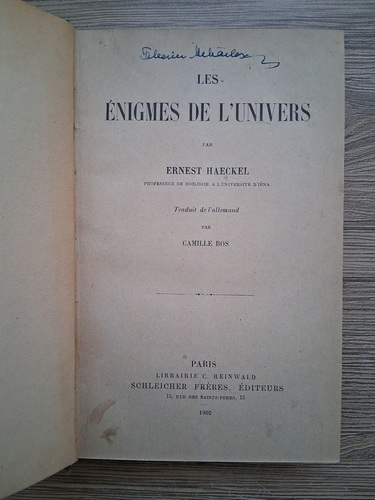 LES
ÉNIGMES DE L'UNIVERS
PAR
ERNEST HAECKEL
PROFESSEUR DE ZOOLOGIE A L'UNIVERSITÉ D'IÉNA
Traduit de l'allemand
PAR
CAMILLE BOS
PARIS
LIBRAIRIE C. REINWALD
SCHLEICHER FRÈRES, ÉDITEURS
15, RUE DES SAINTS-PÈRES, 15
1902